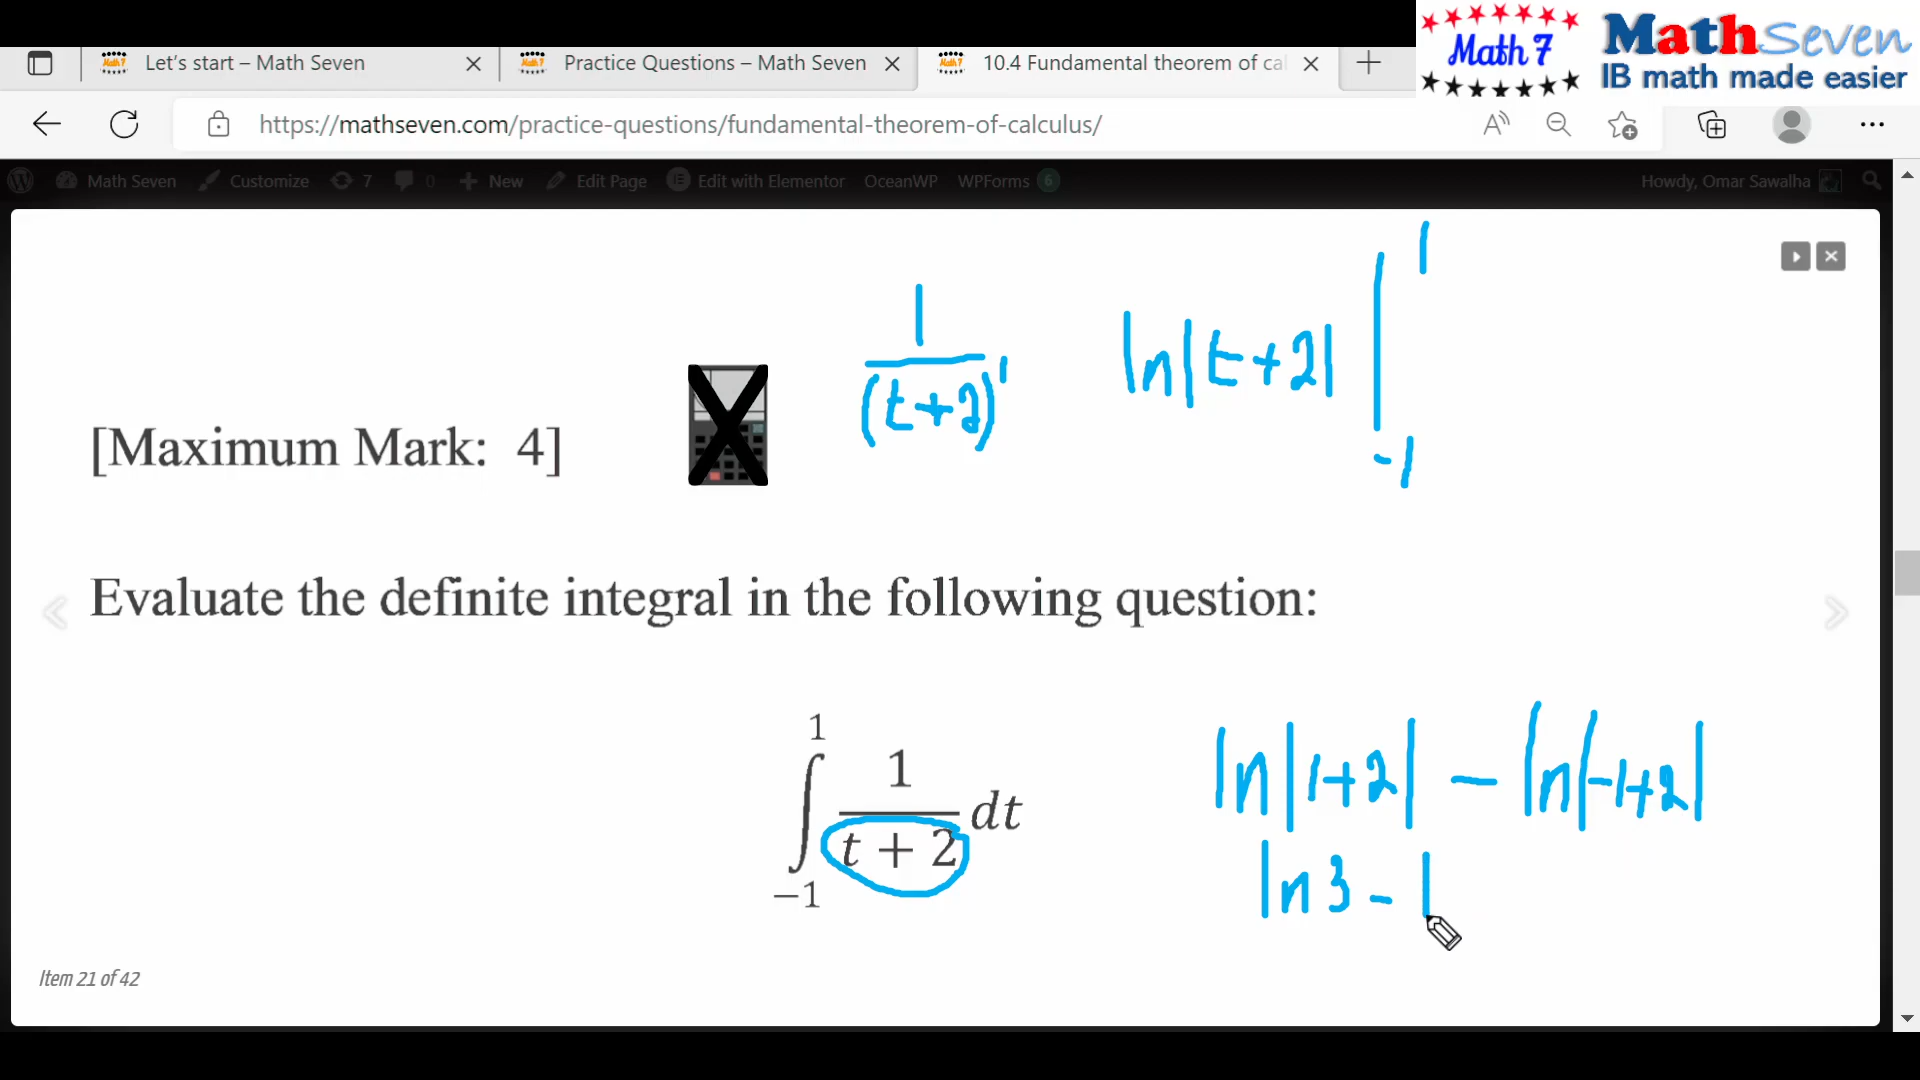 Math 7
MathSeven
IB math made easier
Let's start – Math Seven
Practice Questions – Math Seven
10.4 Fundamental theorem of cal
https://mathseven.com/practice-questions/fundamental-theorem-of-calculus/
Math Seven
Customize
7
0
New
Edit Page
Edit with Elementor
OceanWP
WPForms 6
Howdy, Omar Sawalha
[Maximum Mark: 4]
1/(t+2)'
ln|t+2| |
1
-1
Evaluate the definite integral in the following question:
∫_{−1}^{1} 1/(t + 2) dt
ln|1+2| − ln|-1+2|
ln 3 - l
Item 21 of 42